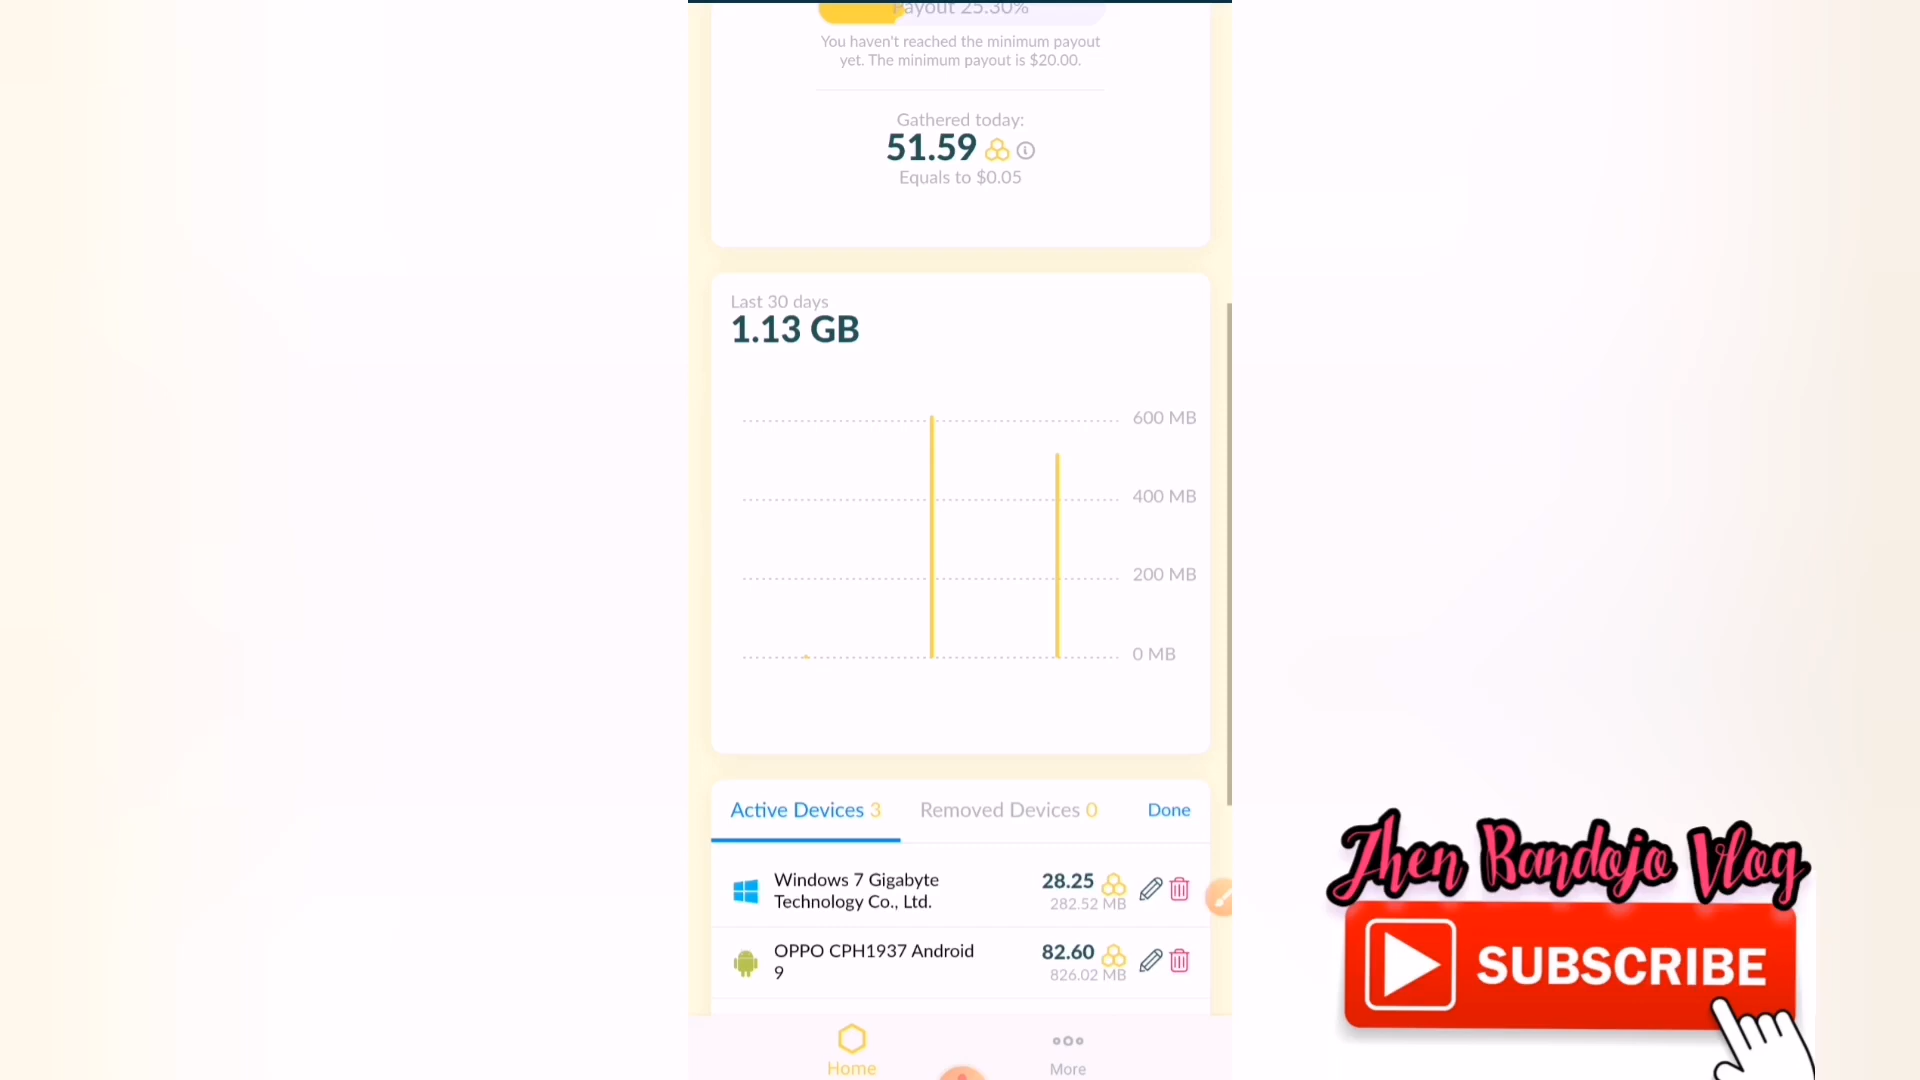 Payout 25.30%
You haven't reached the minimum payout
yet. The minimum payout is $20.00.
Gathered today:
51.59
Equals to $0.05
Last 30 days
1.13 GB
600 MB
400 MB
200 MB
0 MB
Active Devices 3
Removed Devices 0
Done
Windows 7 Gigabyte
Technology Co., Ltd.
28.25
282.52 MB
OPPO CPH1937 Android
9
82.60
826.02 MB
Home
More
Jhen Bandojo Vlog
SUBSCRIBE